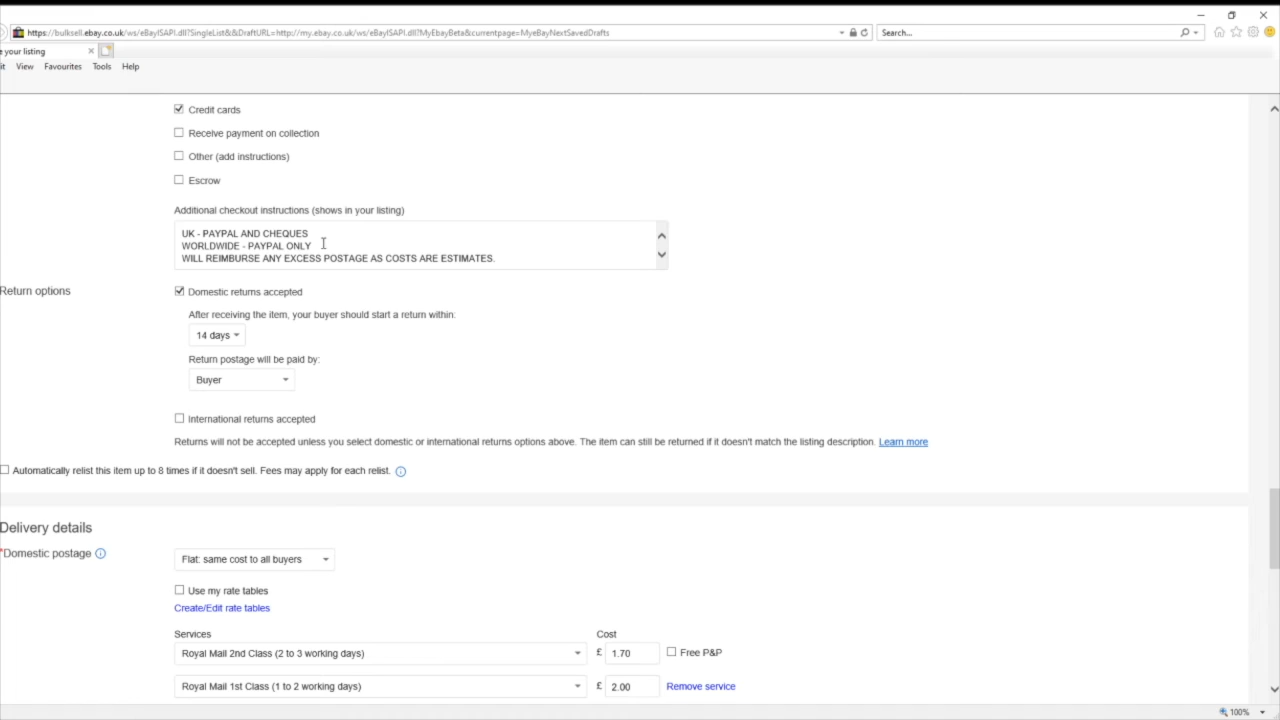 https://bulksell.ebay.co.uk/ws/eBayISAPI.dll?SingleList&&DraftURL=http://my.ebay.co.uk/ws/eBayISAPI.dll?MyEbayBeta&currentpage=MyeBayNextSavedDrafts
Search...
e your listing
it View Favourites Tools Help
Credit cards
Receive payment on collection
Other (add instructions)
Escrow
Additional checkout instructions (shows in your listing)
UK - PAYPAL AND CHEQUES
WORLDWIDE - PAYPAL ONLY
WILL REIMBURSE ANY EXCESS POSTAGE AS COSTS ARE ESTIMATES.
Return options
Domestic returns accepted
After receiving the item, your buyer should start a return within:
14 days
Return postage will be paid by:
Buyer
International returns accepted
Returns will not be accepted unless you select domestic or international returns options above. The item can still be returned if it doesn't match the listing description. Learn more
Automatically relist this item up to 8 times if it doesn't sell. Fees may apply for each relist.
Delivery details
*Domestic postage
Flat: same cost to all buyers
Use my rate tables
Create/Edit rate tables
Services Cost
Royal Mail 2nd Class (2 to 3 working days) £ 1.70 Free P&P
Royal Mail 1st Class (1 to 2 working days) £ 2.00 Remove service
100%